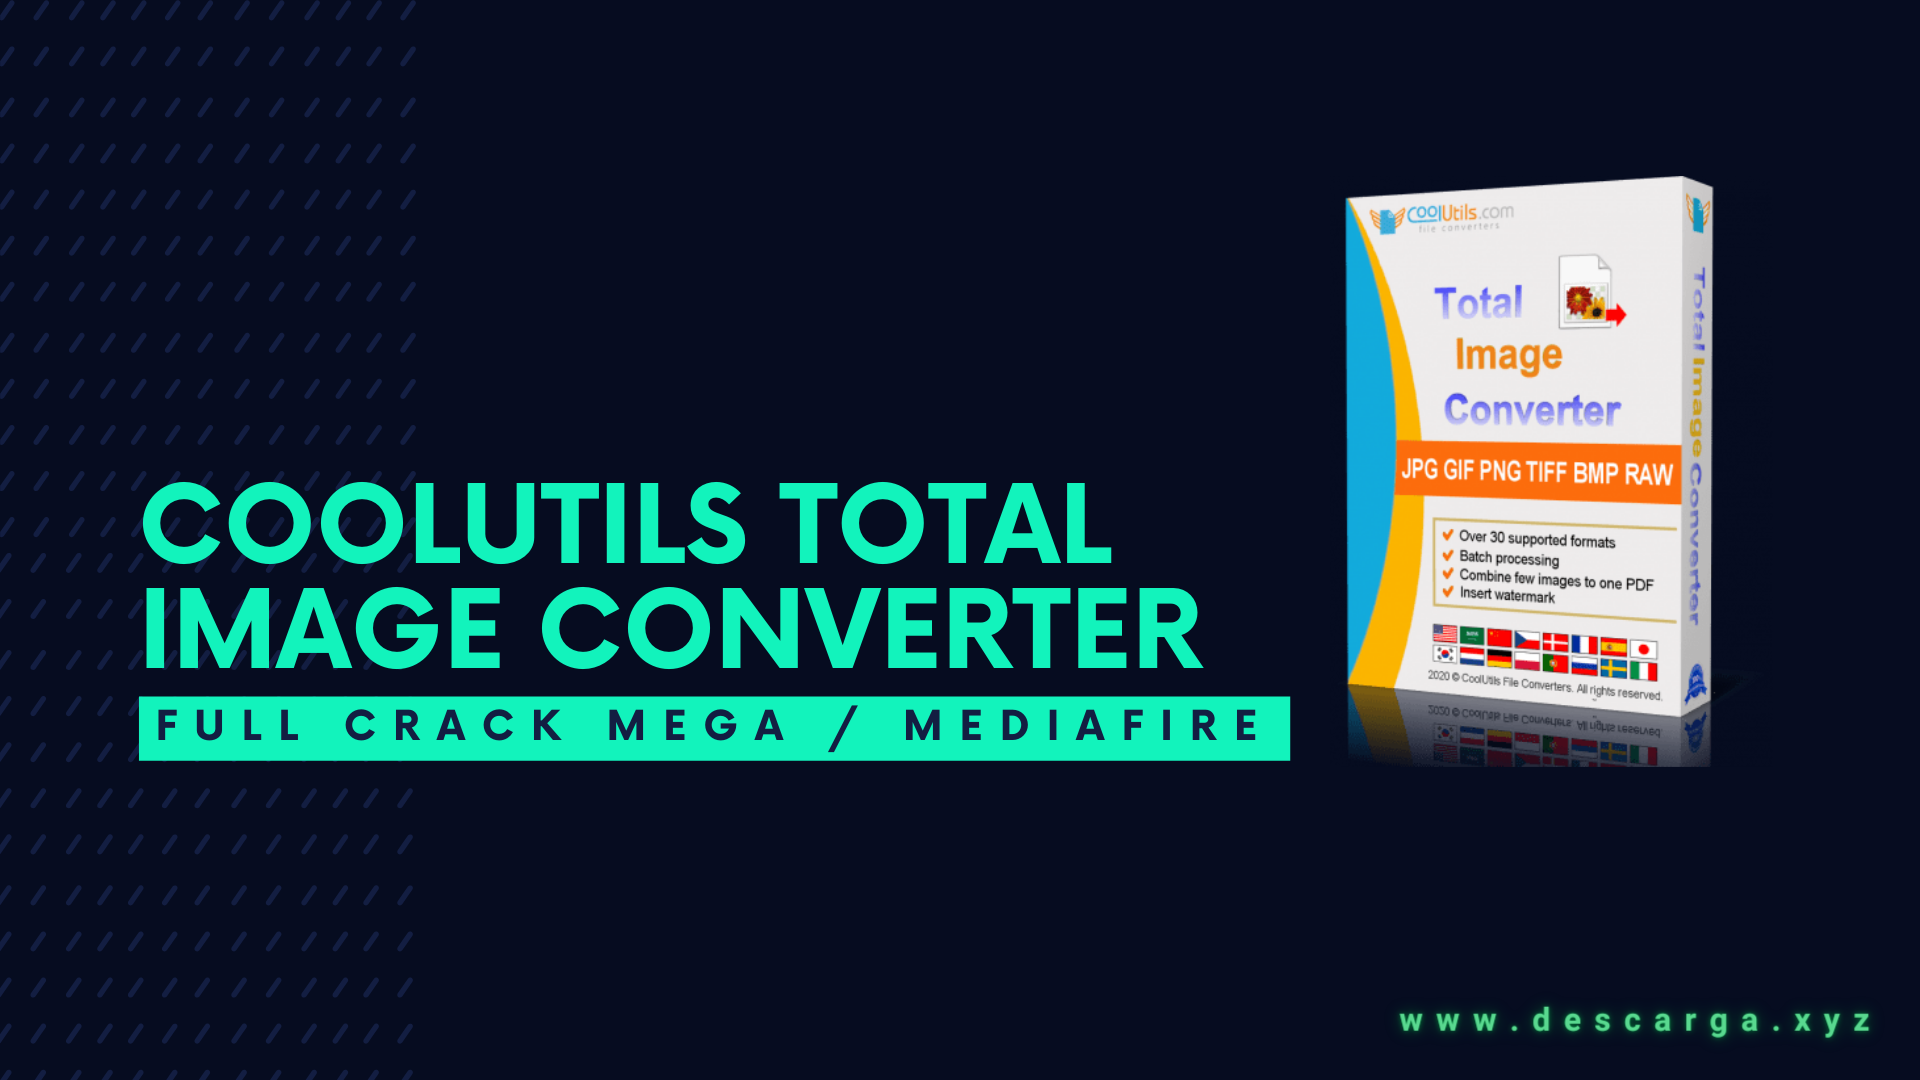 COOLUTILS TOTAL
IMAGE CONVERTER
FULL CRACK MEGA / MEDIAFIRE
CoolUtils.com
file converters
Total
Image
Converter
JPG GIF PNG TIFF BMP RAW
Over 30 supported formats
Batch processing
Combine few images to one PDF
Insert watermark
2020 © CoolUtils File Converters. All rights reserved.
Total Image Converter
www.descarga.xyz